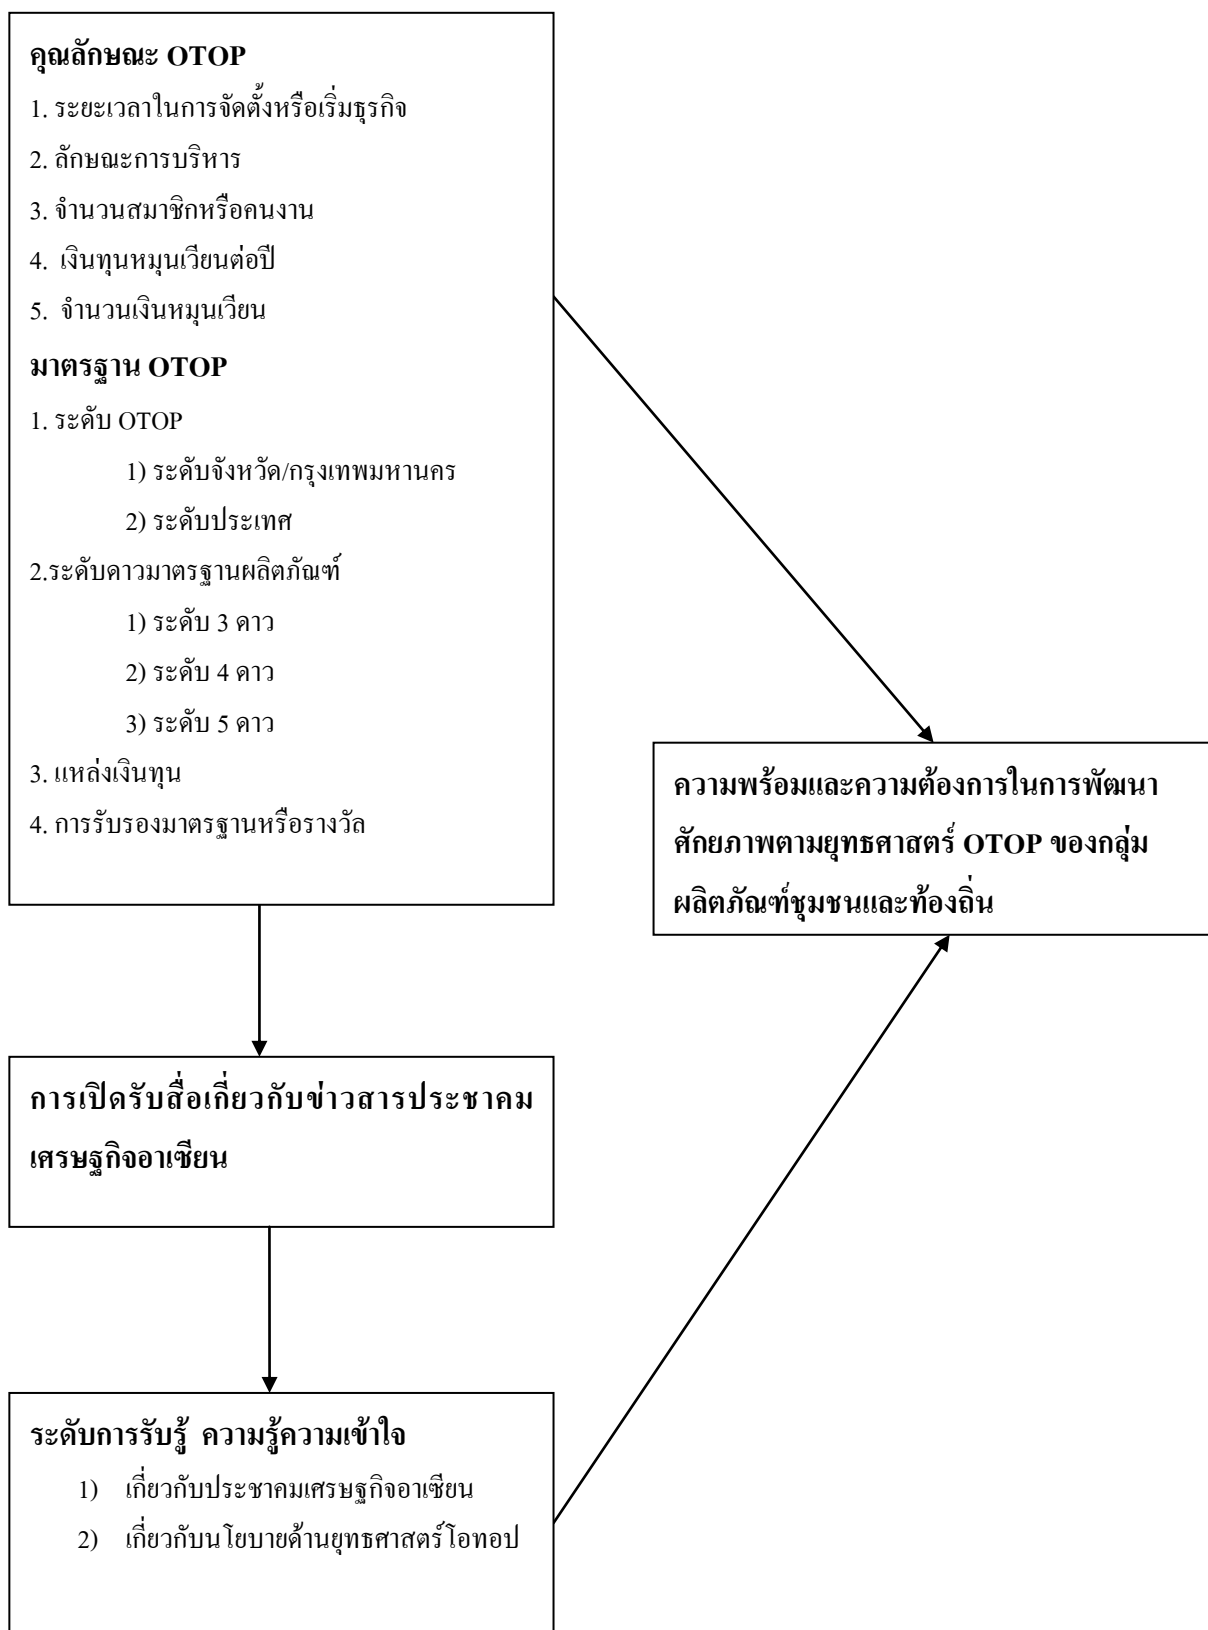 คุณลักษณะ OTOP
1. ระยะเวลาในการจัดตั้งหรือเริ่มธุรกิจ
2. ลักษณะการบริหาร
3. จำนวนสมาชิกหรือคนงาน
4. เงินทุนหมุนเวียนต่อปี
5. จำนวนเงินหมุนเวียน
มาตรฐาน OTOP
1. ระดับ OTOP
1) ระดับจังหวัด/กรุงเทพมหานคร
2) ระดับประเทศ
2.ระดับดาวมาตรฐานผลิตภัณฑ์
1) ระดับ 3 ดาว
2) ระดับ 4 ดาว
3) ระดับ 5 ดาว
3. แหล่งเงินทุน
4. การรับรองมาตรฐานหรือรางวัล
ความพร้อมและความต้องการในการพัฒนา
ศักยภาพตามยุทธศาสตร์ OTOP ของกลุ่ม
ผลิตภัณฑ์ชุมชนและท้องถิ่น
การเปิดรับสื่อเกี่ยวกับข่าวสารประชาคม
เศรษฐกิจอาเซียน
ระดับการรับรู้ ความรู้ความเข้าใจ
1) เกี่ยวกับประชาคมเศรษฐกิจอาเซียน
2) เกี่ยวกับนโยบายด้านยุทธศาสตร์โอทอป